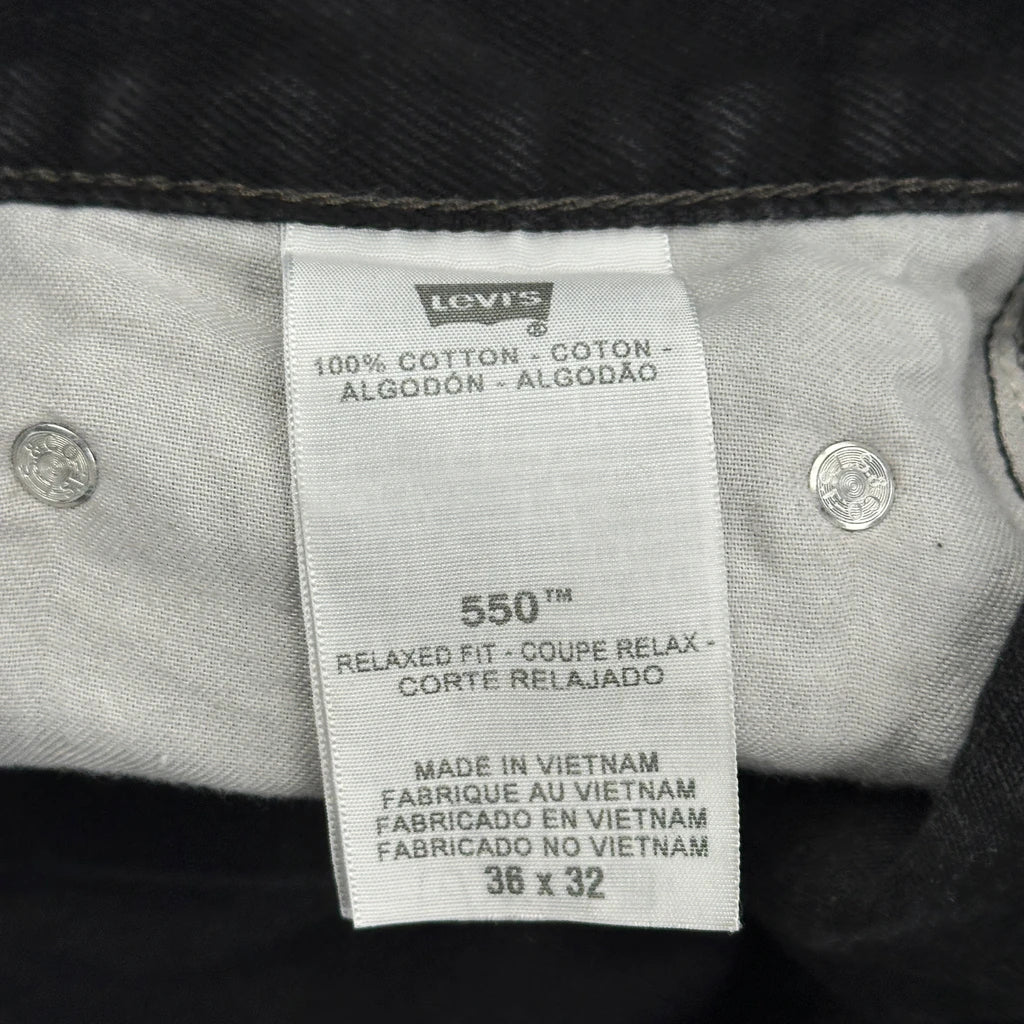 Levi's
®
100% COTTON - COTON -
ALGODÓN - ALGODÃO
550™
RELAXED FIT - COUPE RELAX -
CORTE RELAJADO
MADE IN VIETNAM
FABRIQUE AU VIETNAM
FABRICADO EN VIETNAM
FABRICADO NO VIETNAM
36 x 32